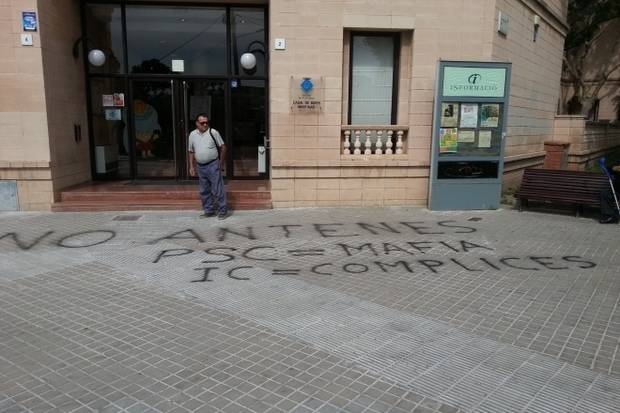 INFORMACIÓ
NO ANTENES
PSC=MAFIA
IC=COMPLICES